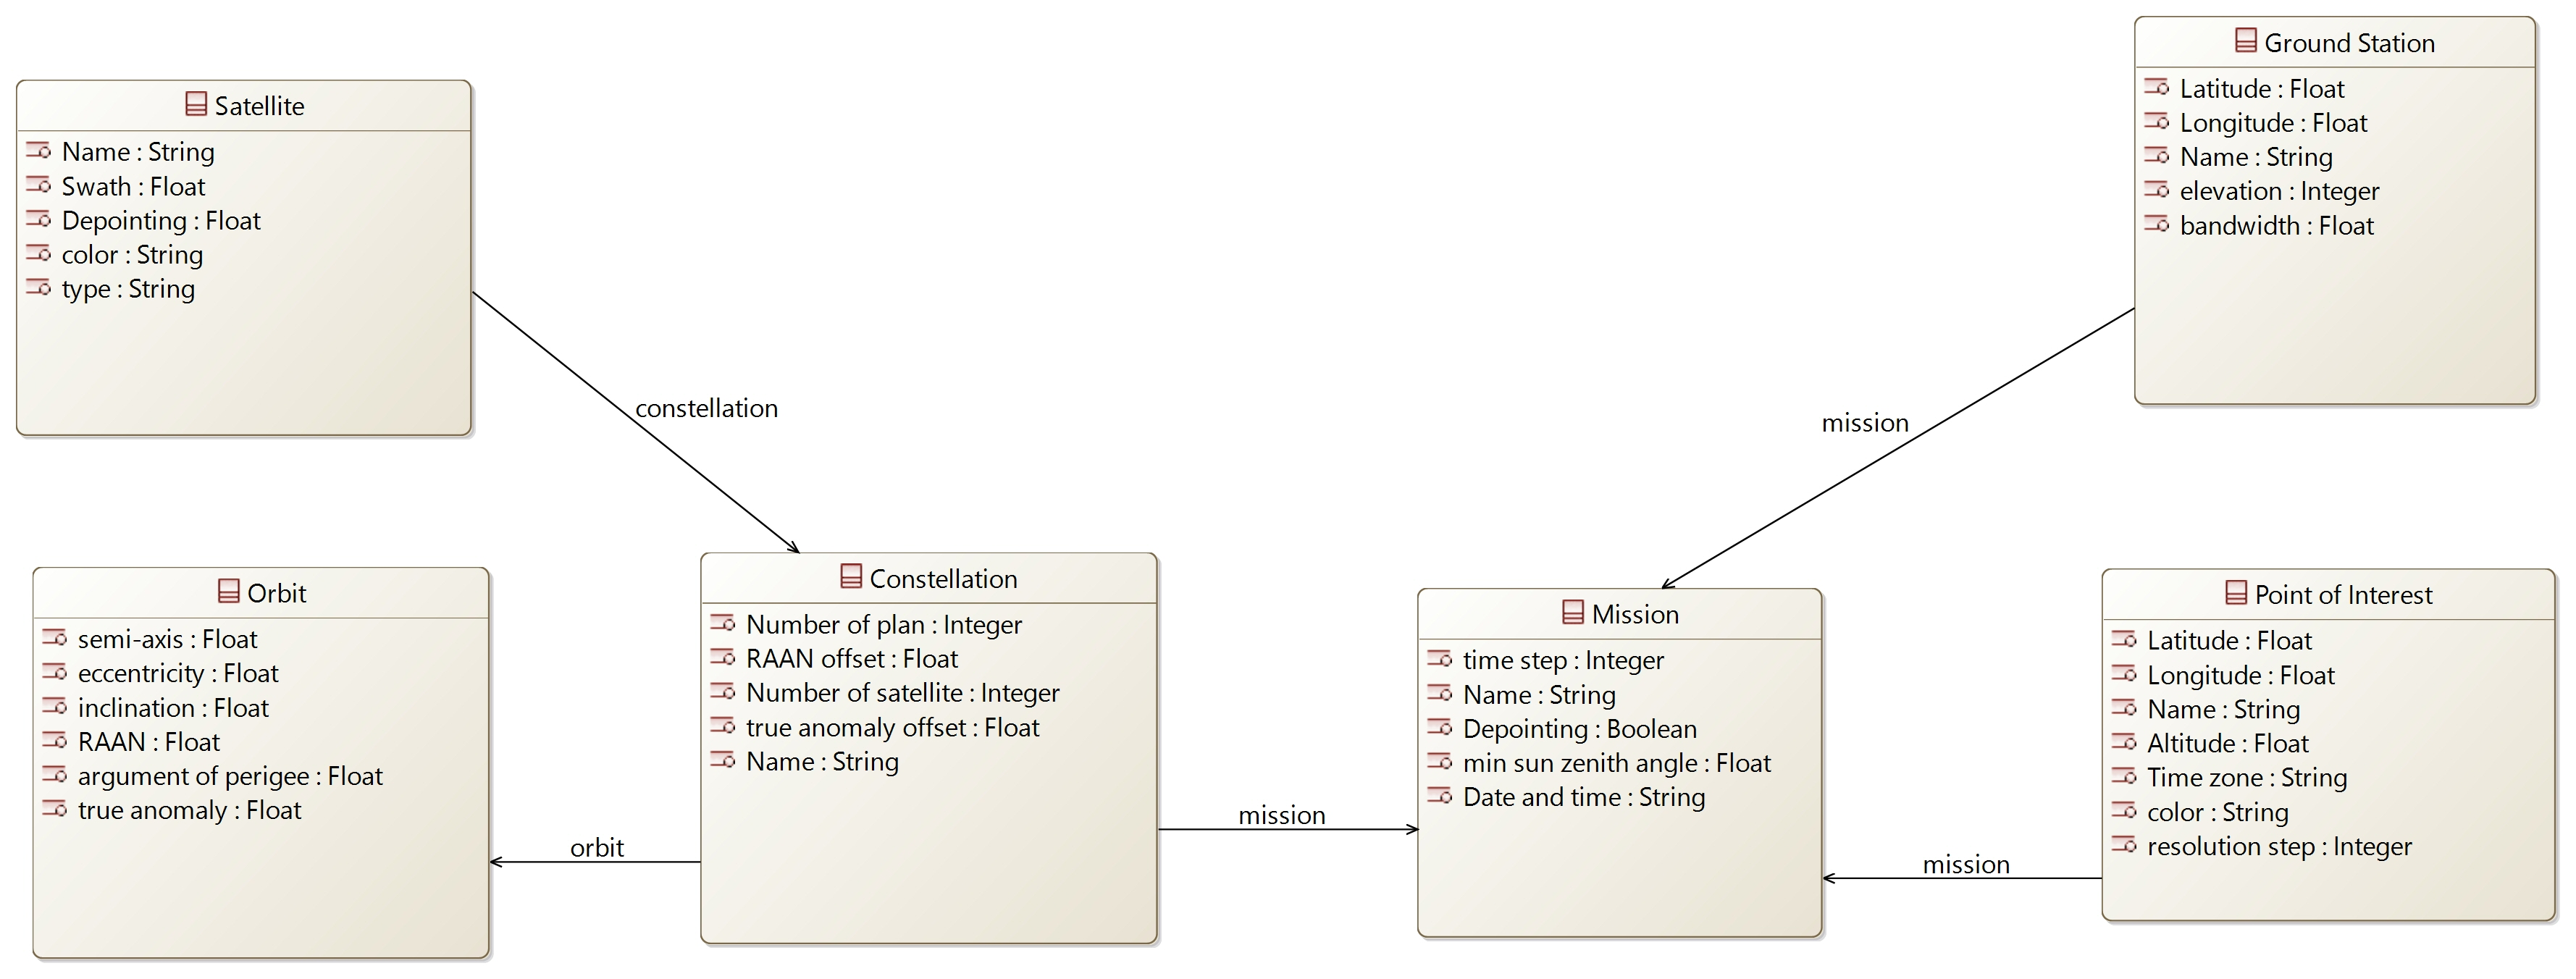 Satellite
Name : String
Swath : Float
Depointing : Float
color : String
type : String
constellation
Ground Station
Latitude : Float
Longitude : Float
Name : String
elevation : Integer
bandwidth : Float
mission
Orbit
semi-axis : Float
eccentricity : Float
inclination : Float
RAAN : Float
argument of perigee : Float
true anomaly : Float
orbit
Constellation
Number of plan : Integer
RAAN offset : Float
Number of satellite : Integer
true anomaly offset : Float
Name : String
mission
Mission
time step : Integer
Name : String
Depointing : Boolean
min sun zenith angle : Float
Date and time : String
mission
Point of Interest
Latitude : Float
Longitude : Float
Name : String
Altitude : Float
Time zone : String
color : String
resolution step : Integer